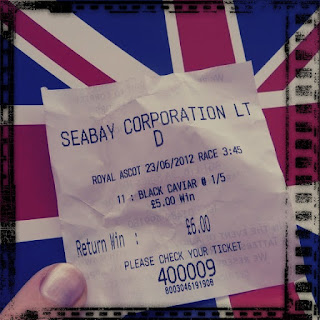 SEABAY CORPORATION LT
D
ROYAL ASCOT 23/06/2012 RACE 3:45
11 : BLACK CAVIAR @ 1/5
£5.00 Win
Return Win : £6.00
PLEASE CHECK YOUR TICKET
400009
8003046191908